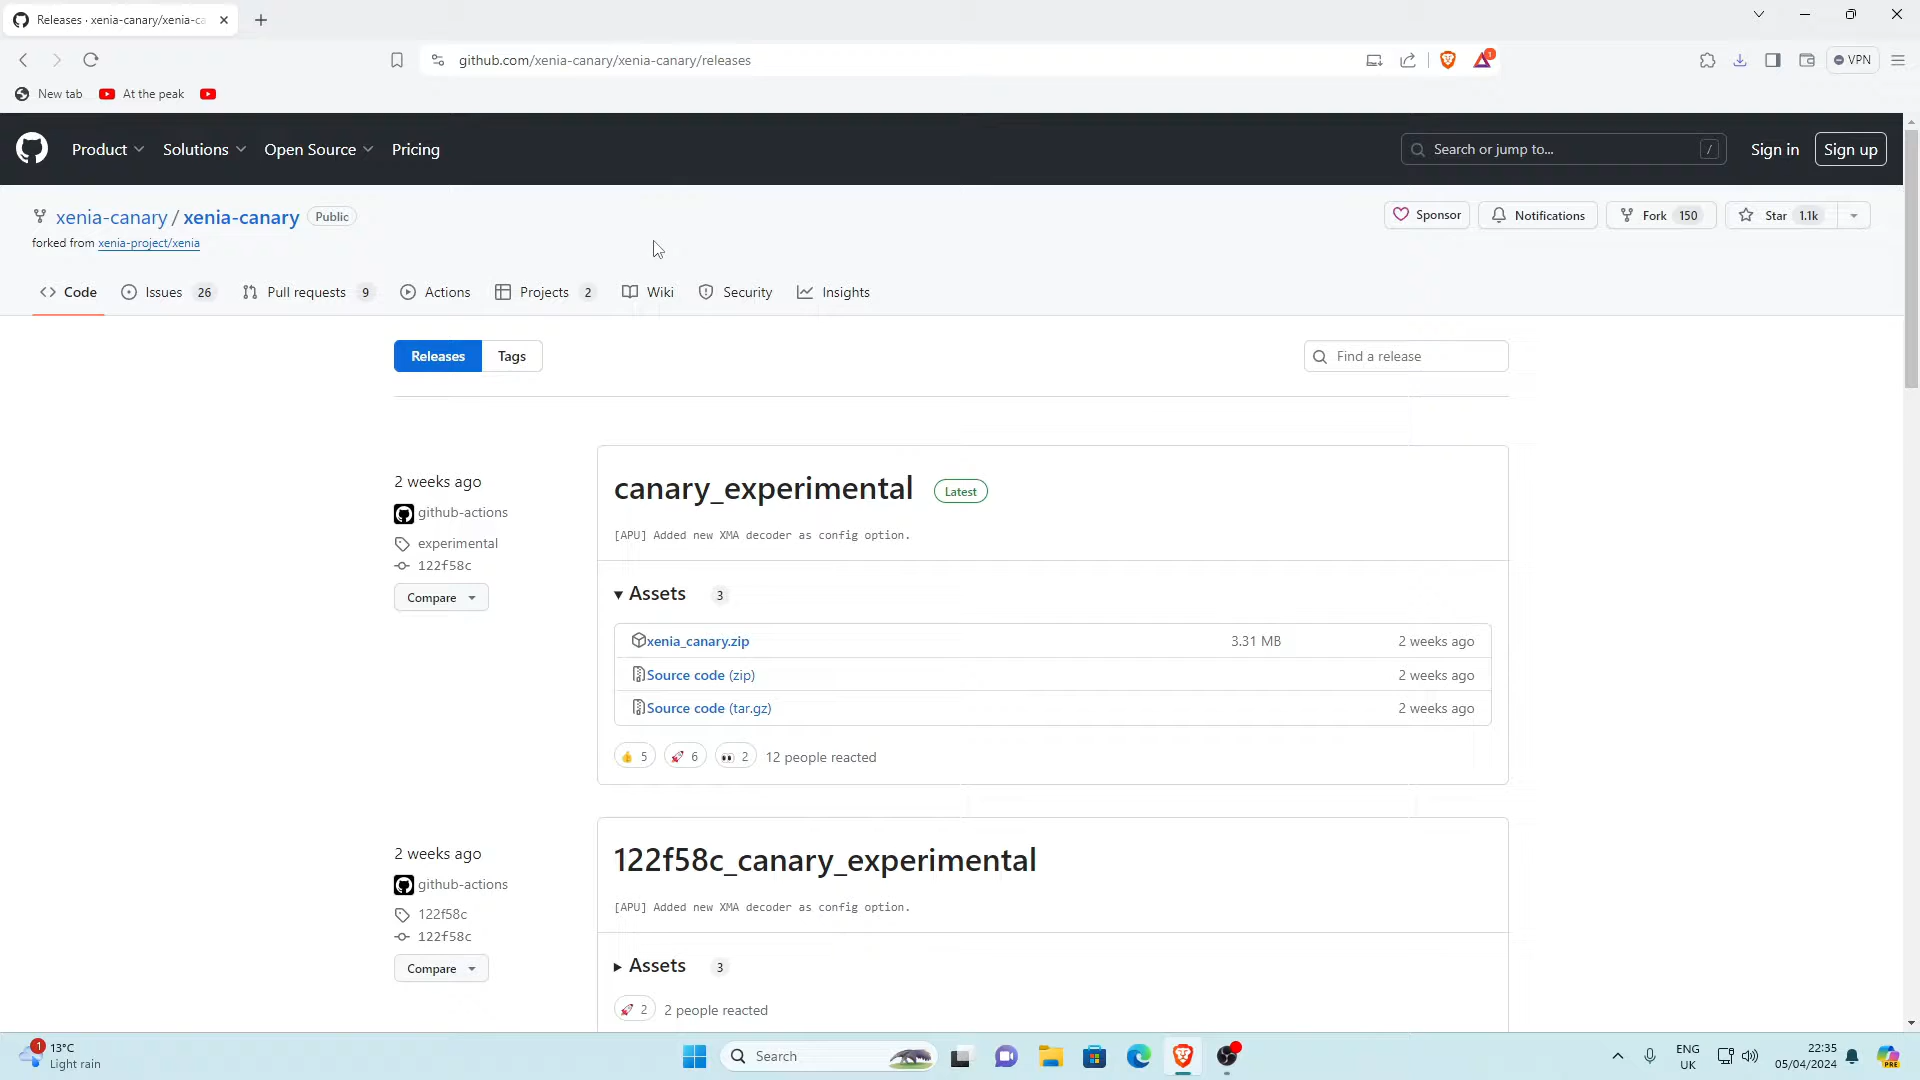 Releases · xenia-canary/xenia-ca
github.com/xenia-canary/xenia-canary/releases
1
VPN
New tab
At the peak
Product
Solutions
Open Source
Pricing
Search or jump to...
/
Sign in
Sign up
xenia-canary / xenia-canary
Public
Sponsor
Notifications
Fork 150
Star 1.1k
forked from xenia-project/xenia
Code
Issues 26
Pull requests 9
Actions
Projects 2
Wiki
Security
Insights
Releases
Tags
Find a release
2 weeks ago
github-actions
experimental
122f58c
Compare
canary_experimental
Latest
[APU] Added new XMA decoder as config option.
Assets 3
xenia_canary.zip 3.31 MB 2 weeks ago
Source code (zip) 2 weeks ago
Source code (tar.gz) 2 weeks ago
👍 5 🚀 6 👀 2 12 people reacted
2 weeks ago
github-actions
122f58c
122f58c
Compare
122f58c_canary_experimental
[APU] Added new XMA decoder as config option.
Assets 3
🚀 2 2 people reacted
1
13°C
Light rain
Search
ENG
UK
22:35
05/04/2024
PRE